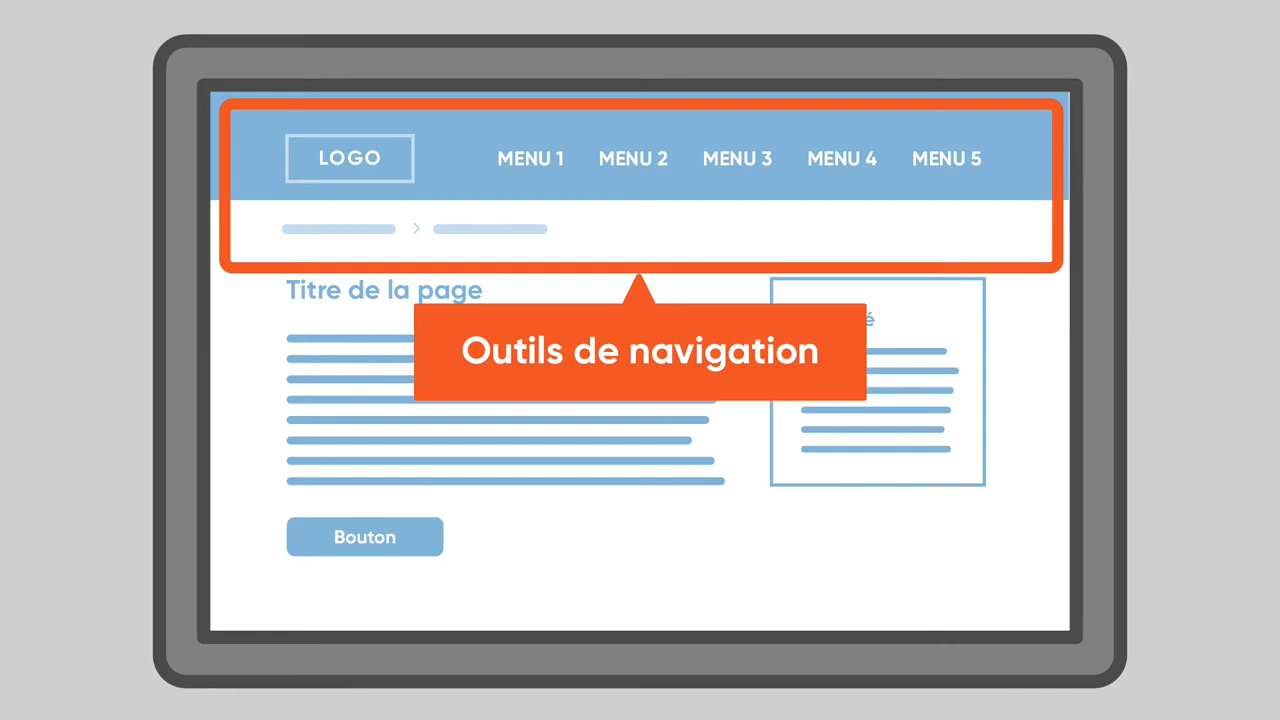 LOGO
MENU 1 MENU 2 MENU 3 MENU 4 MENU 5
Titre de la page
Outils de navigation
Bouton